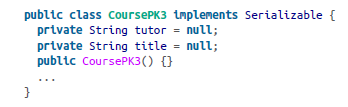 public class CoursePK3 implements Serializable {
  private String tutor = null;
  private String title = null;
  public CoursePK3() {}
  ...
}